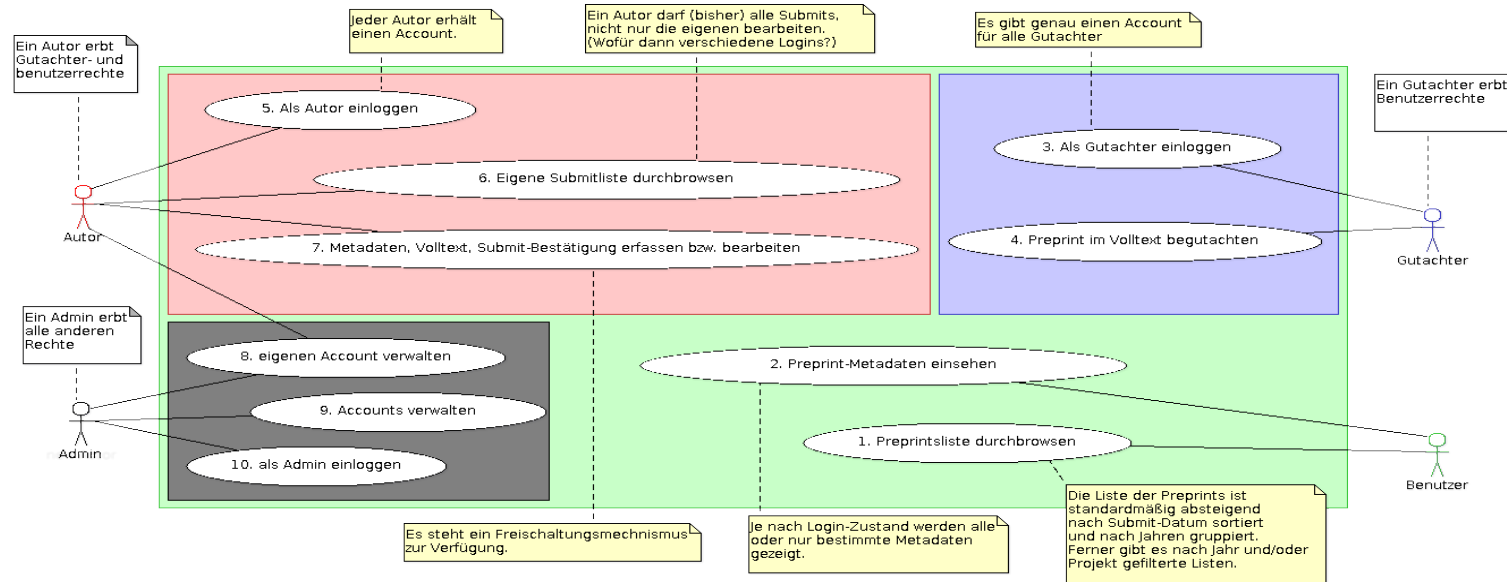 Jeder Autor erhält
einen Account.
Ein Autor darf (bisher) alle Submits,
nicht nur die eigenen bearbeiten.
(Wofür dann verschiedene Logins?)
Es gibt genau einen Account
für alle Gutachter
Ein Autor erbt
Gutachter- und
benutzerrechte
Ein Gutachter erbt
Benutzerrechte
5. Als Autor einloggen
3. Als Gutachter einloggen
6. Eigene Submitliste durchbrowsen
Autor
7. Metadaten, Volltext, Submit-Bestätigung erfassen bzw. bearbeiten
4. Preprint im Volltext begutachten
Gutachter
Ein Admin erbt
alle anderen
Rechte
8. eigenen Account verwalten
2. Preprint-Metadaten einsehen
9. Accounts verwalten
1. Preprintsliste durchbrowsen
Admin
10. als Admin einloggen
Benutzer
Es steht ein Freischaltungsmechnismus
zur Verfügung.
Je nach Login-Zustand werden alle
oder nur bestimmte Metadaten
gezeigt.
Die Liste der Preprints ist
standardmäßig absteigend
nach Submit-Datum sortiert
und nach Jahren gruppiert.
Ferner gibt es nach Jahr und/oder
Projekt gefilterte Listen.